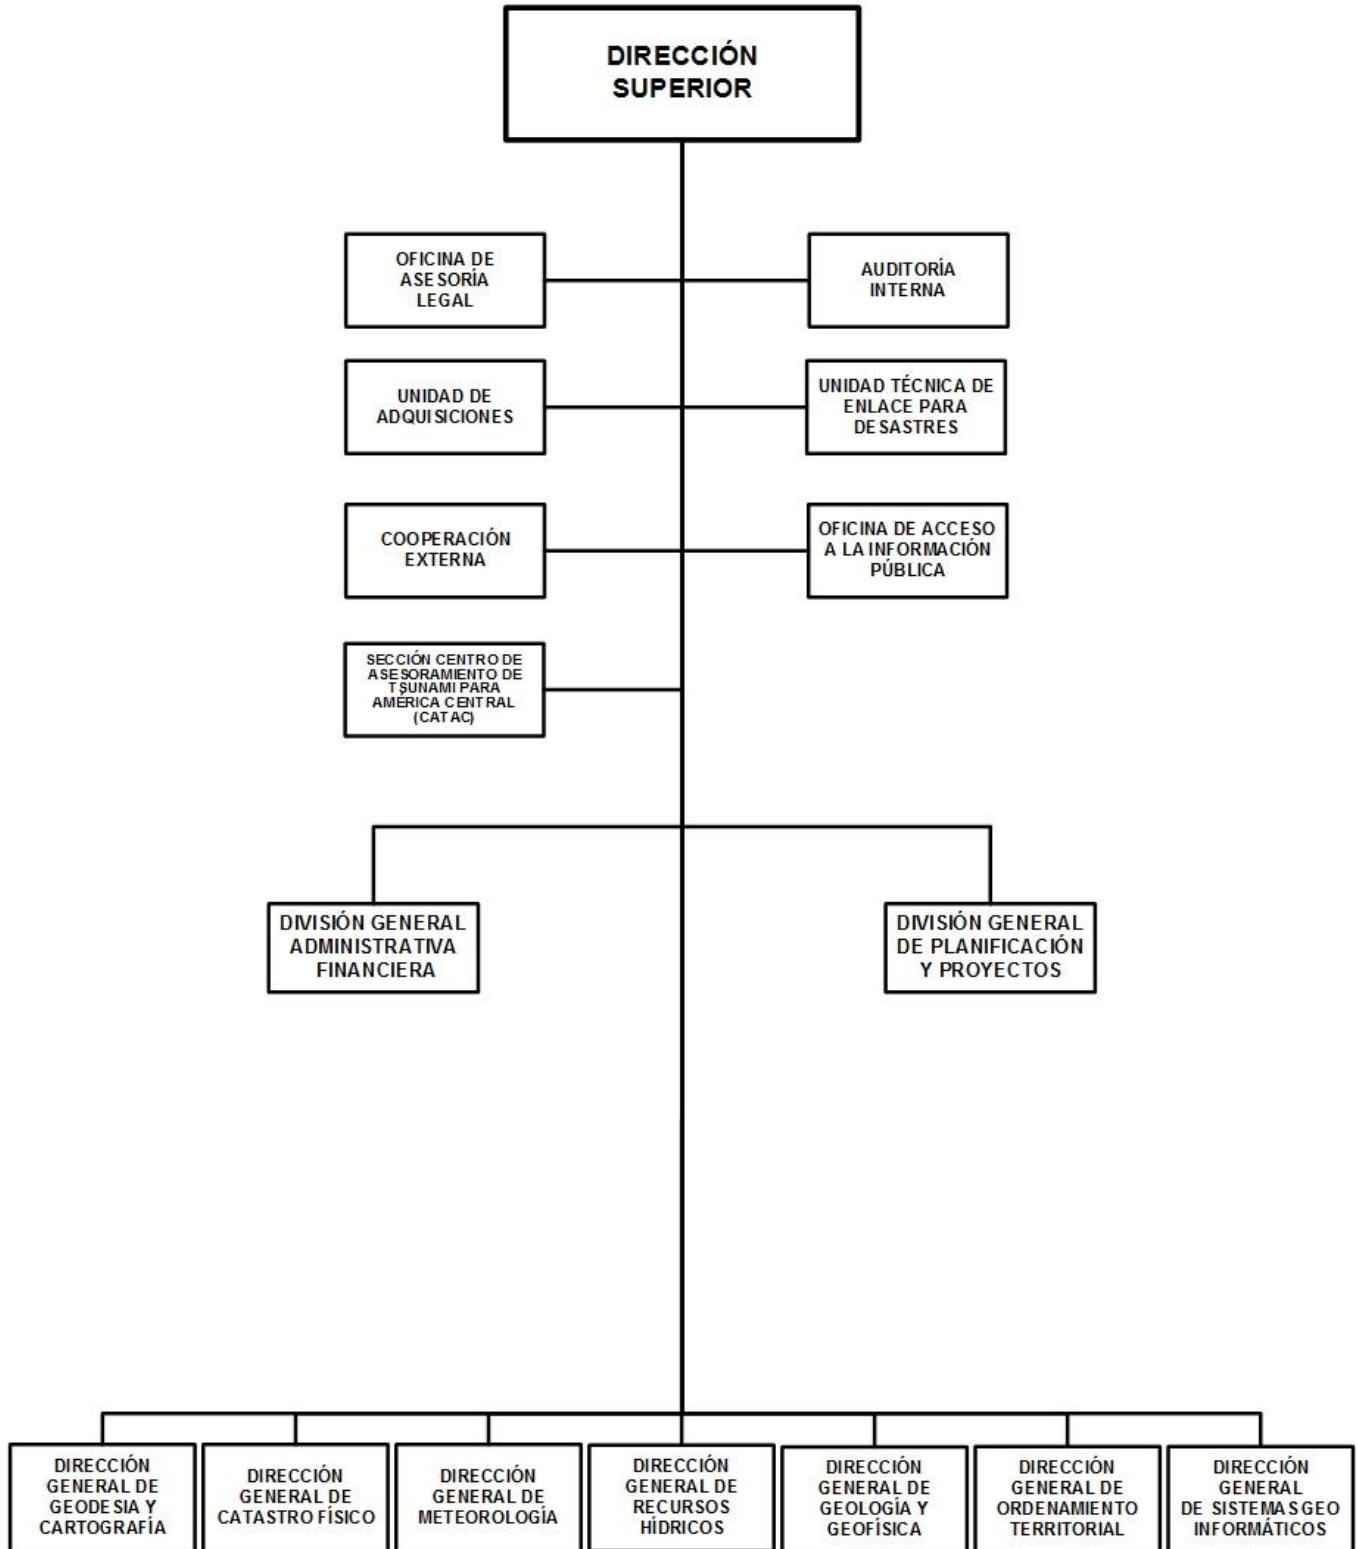 DIRECCIÓN
SUPERIOR
OFICINA DE
ASESORÍA
LEGAL
AUDITORÍA
INTERNA
UNIDAD DE
ADQUISICIONES
UNIDAD TÉCNICA DE
ENLACE PARA
DESASTRES
COOPERACIÓN
EXTERNA
OFICINA DE ACCESO
A LA INFORMACIÓN
PÚBLICA
SECCIÓN CENTRO DE
ASESORAMIENTO DE
TSUNAMI PARA
AMÉRICA CENTRAL
(CATAC)
DIVISIÓN GENERAL
ADMINISTRATIVA
FINANCIERA
DIVISIÓN GENERAL
DE PLANIFICACIÓN
Y PROYECTOS
DIRECCIÓN
GENERAL DE
GEODESIA Y
CARTOGRAFÍA
DIRECCIÓN
GENERAL DE
CATASTRO FÍSICO
DIRECCIÓN
GENERAL DE
METEOROLOGÍA
DIRECCIÓN
GENERAL DE
RECURSOS
HÍDRICOS
DIRECCIÓN
GENERAL DE
GEOLOGÍA Y
GEOFÍSICA
DIRECCIÓN
GENERAL DE
ORDENAMIENTO
TERRITORIAL
DIRECCIÓN
GENERAL
DE SISTEMAS GEO
INFORMÁTICOS